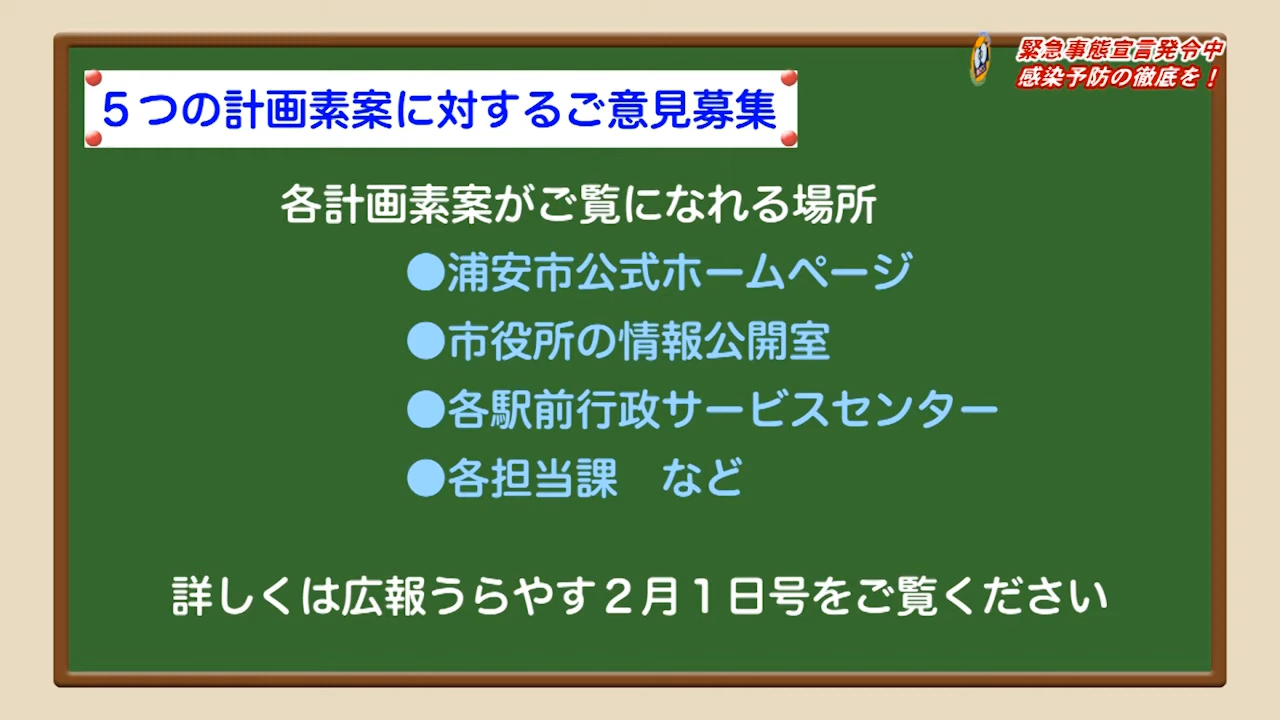 緊急事態宣言発令中
感染予防の徹底を！
５つの計画素案に対するご意見募集
各計画素案がご覧になれる場所
●浦安市公式ホームページ
●市役所の情報公開室
●各駅前行政サービスセンター
●各担当課　など
詳しくは広報うらやす２月１日号をご覧ください